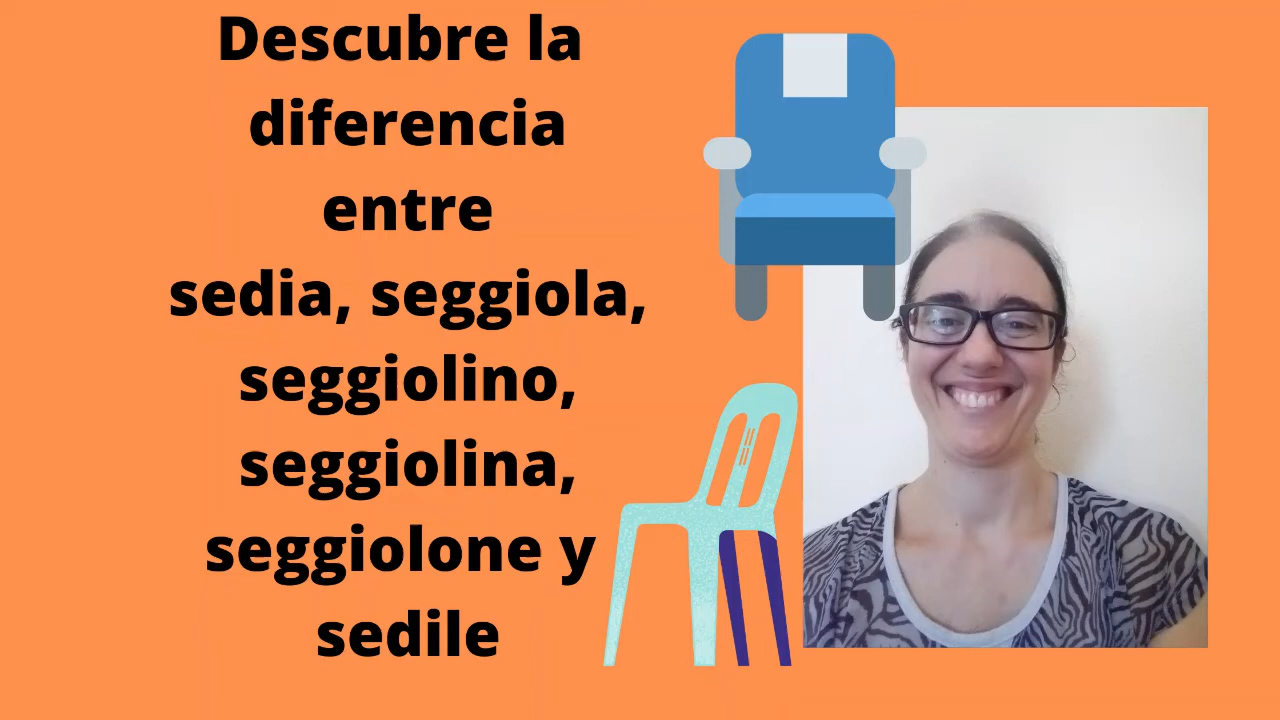 Descubre la
diferencia
entre
sedia, seggiola,
seggiolino,
seggiolina,
seggiolone y
sedile